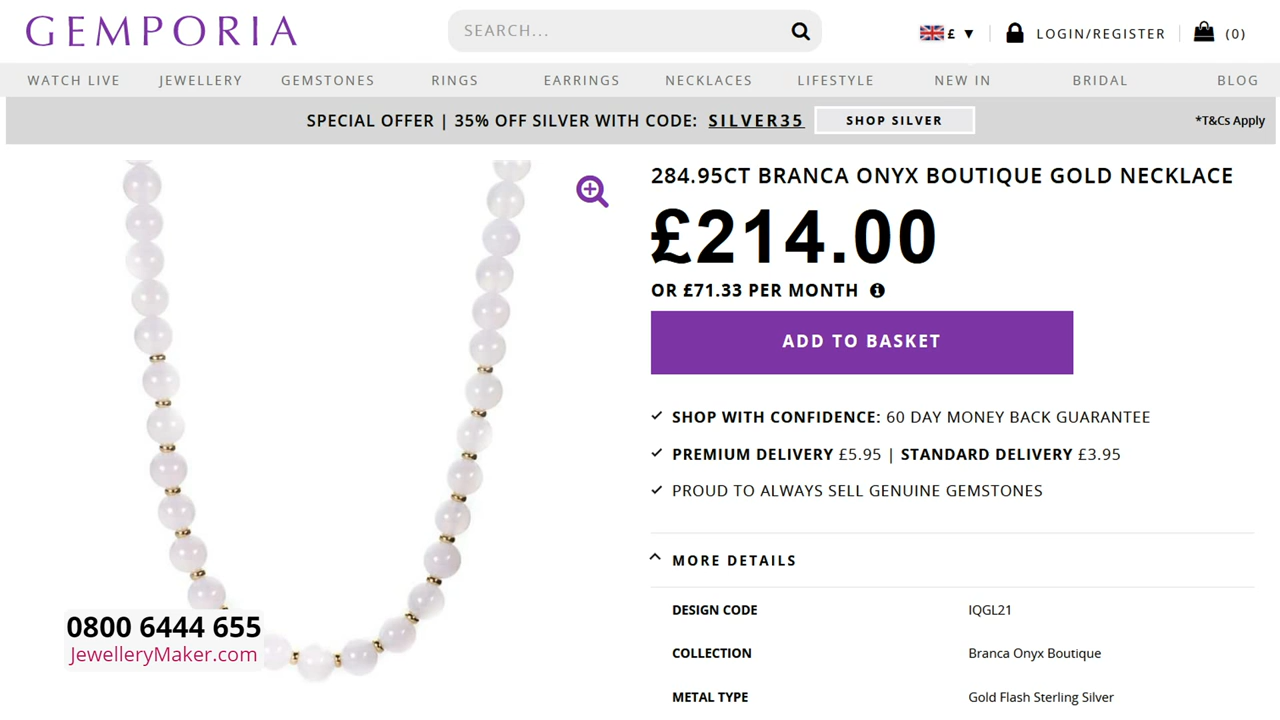 GEMPORIA
SEARCH...
£ ▼
LOGIN/REGISTER
(0)
WATCH LIVE JEWELLERY GEMSTONES RINGS EARRINGS NECKLACES LIFESTYLE NEW IN BRIDAL BLOG
SPECIAL OFFER | 35% OFF SILVER WITH CODE: SILVER35 SHOP SILVER *T&Cs Apply
284.95CT BRANCA ONYX BOUTIQUE GOLD NECKLACE
£214.00
OR £71.33 PER MONTH
ADD TO BASKET
SHOP WITH CONFIDENCE: 60 DAY MONEY BACK GUARANTEE
PREMIUM DELIVERY £5.95 | STANDARD DELIVERY £3.95
PROUD TO ALWAYS SELL GENUINE GEMSTONES
MORE DETAILS
DESIGN CODE IQGL21
COLLECTION Branca Onyx Boutique
METAL TYPE Gold Flash Sterling Silver
0800 6444 655
JewelleryMaker.com